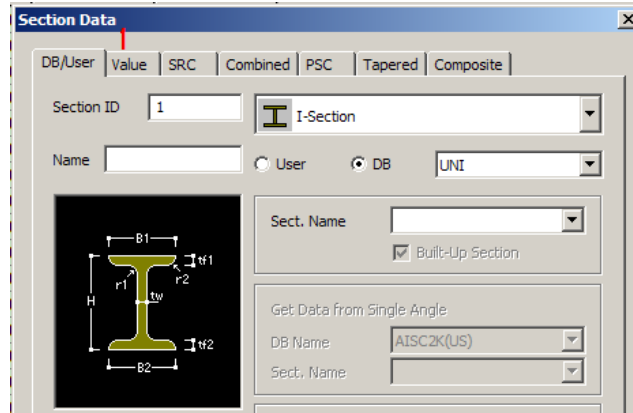 Section Data
DB/User Value SRC Combined PSC Tapered Composite
Section ID 1 I-Section
Name User DB UNI
Sect. Name
Built-Up Section
B1
tf1
r1 r2
H tw
tf2
B2
Get Data from Single Angle
DB Name AISC2K(US)
Sect. Name